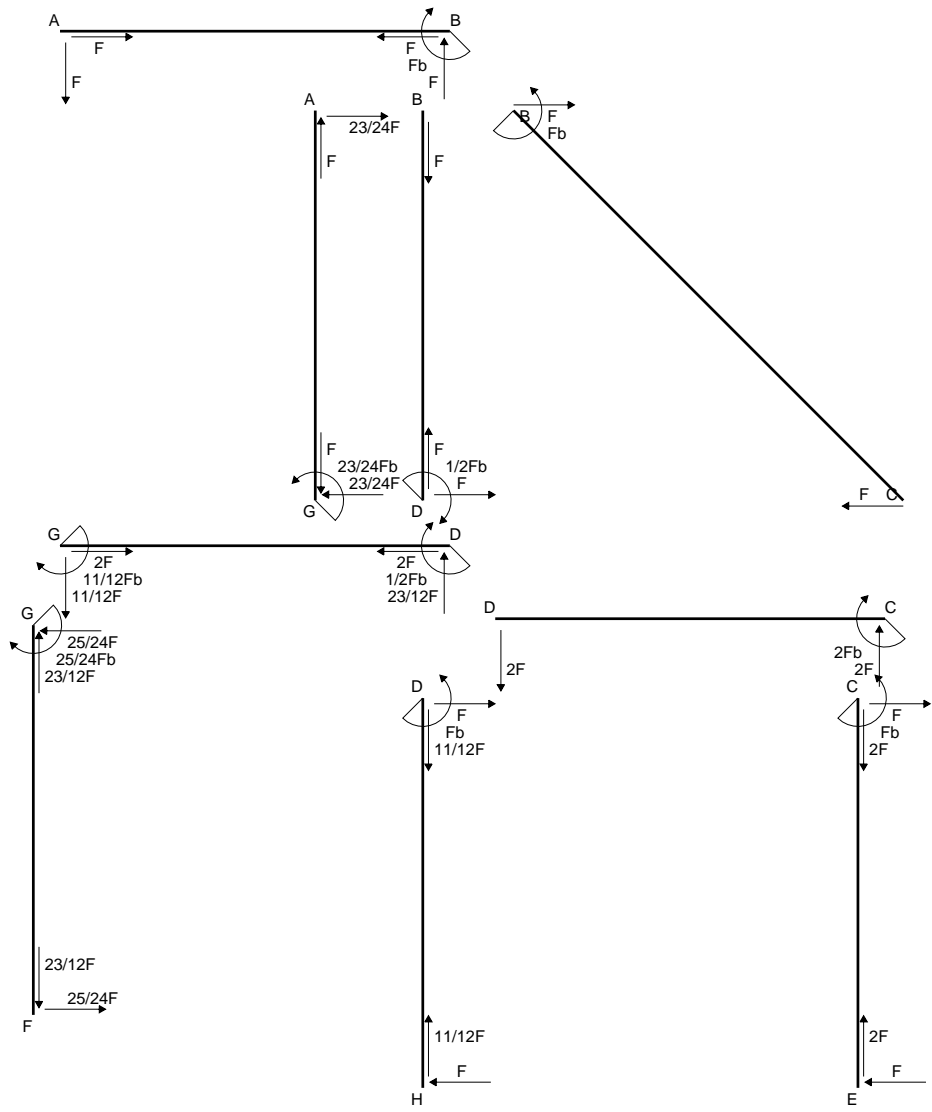 A B
F F
Fb
F F
A B
23/24F
F F
B F
Fb
F F
23/24Fb 1/2Fb
23/24F F
G D
F C
G D
2F 2F
11/12Fb 1/2Fb
11/12F 23/12F
G
25/24F
25/24Fb
23/12F
D C
2Fb
2F 2F
D C
F F
Fb Fb
11/12F 2F
23/12F
25/24F
F
11/12F 2F
F F
H E